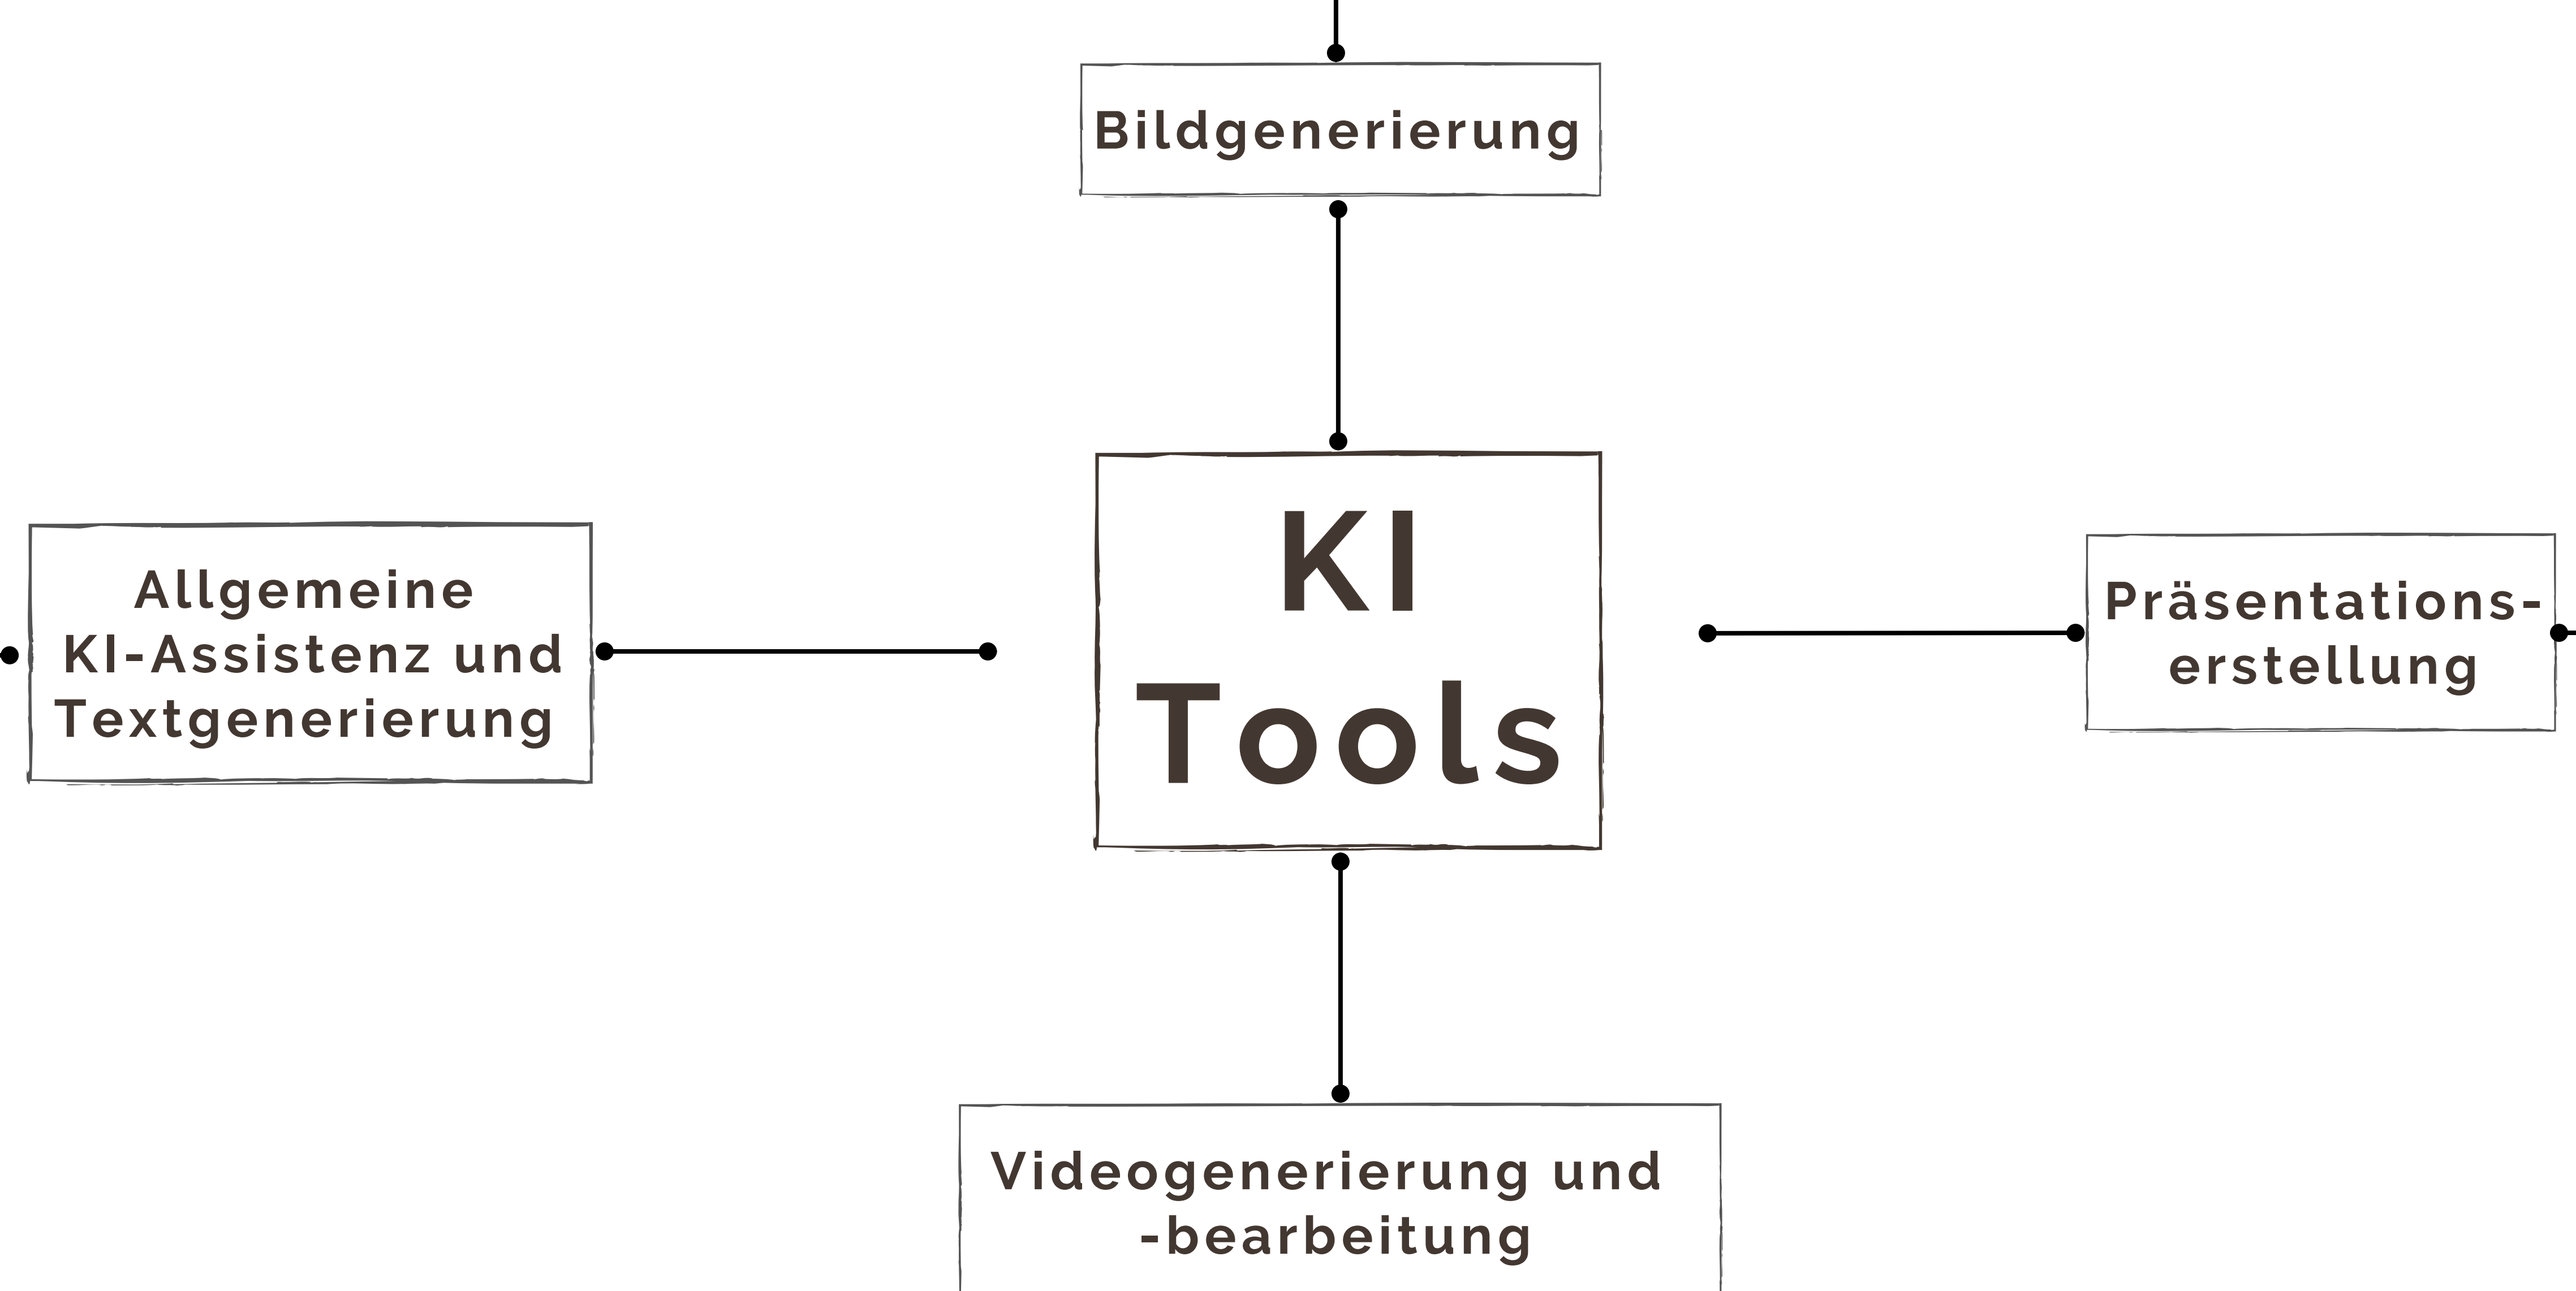 Bildgenerierung
KI
Tools
Allgemeine
KI-Assistenz und
Textgenerierung
Präsentations-
erstellung
Videogenerierung und
-bearbeitung